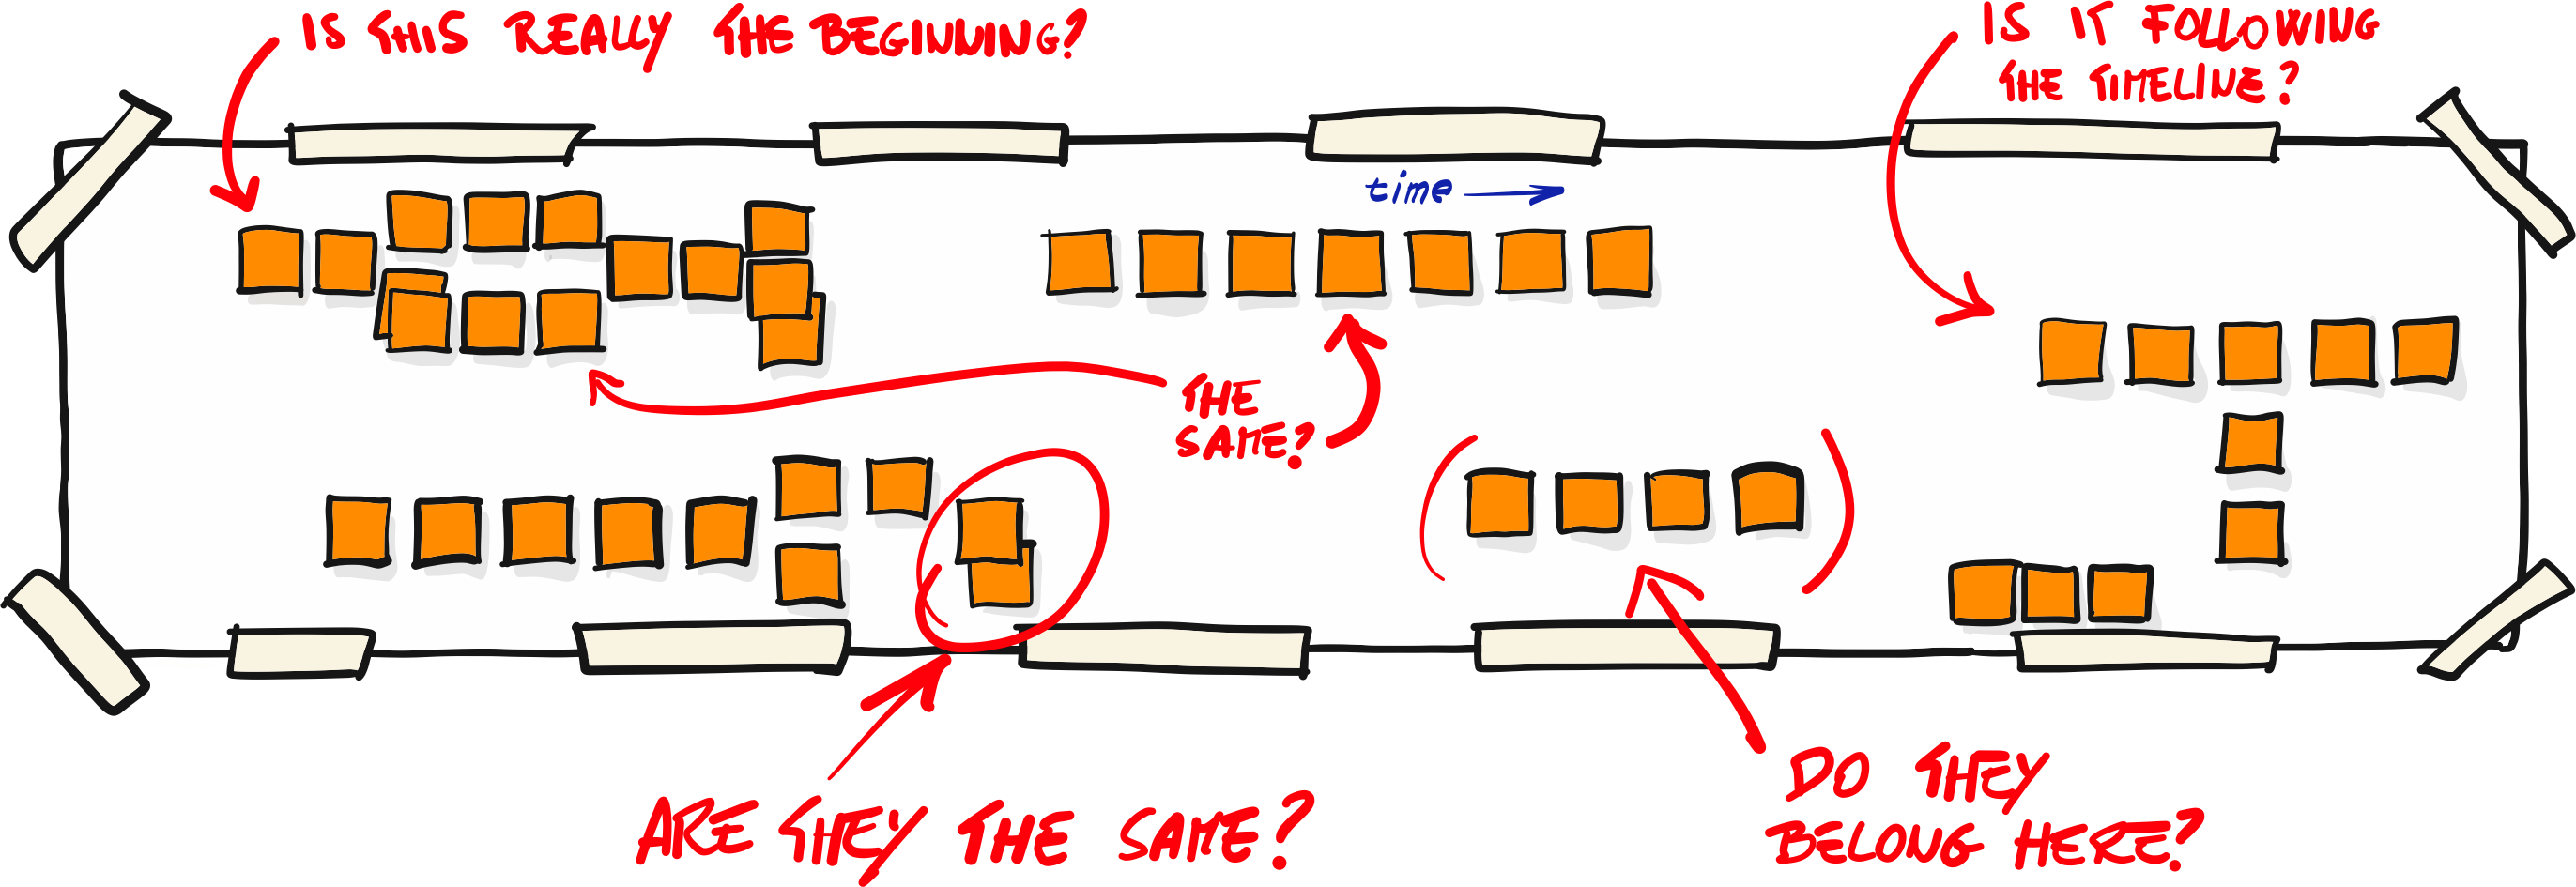 IS THIS REALLY THE BEGINNING?
IS IT FOLLOWING
THE TIMELINE?
time
THE
SAME?
ARE THEY THE SAME?
DO THEY
BELONG HERE?